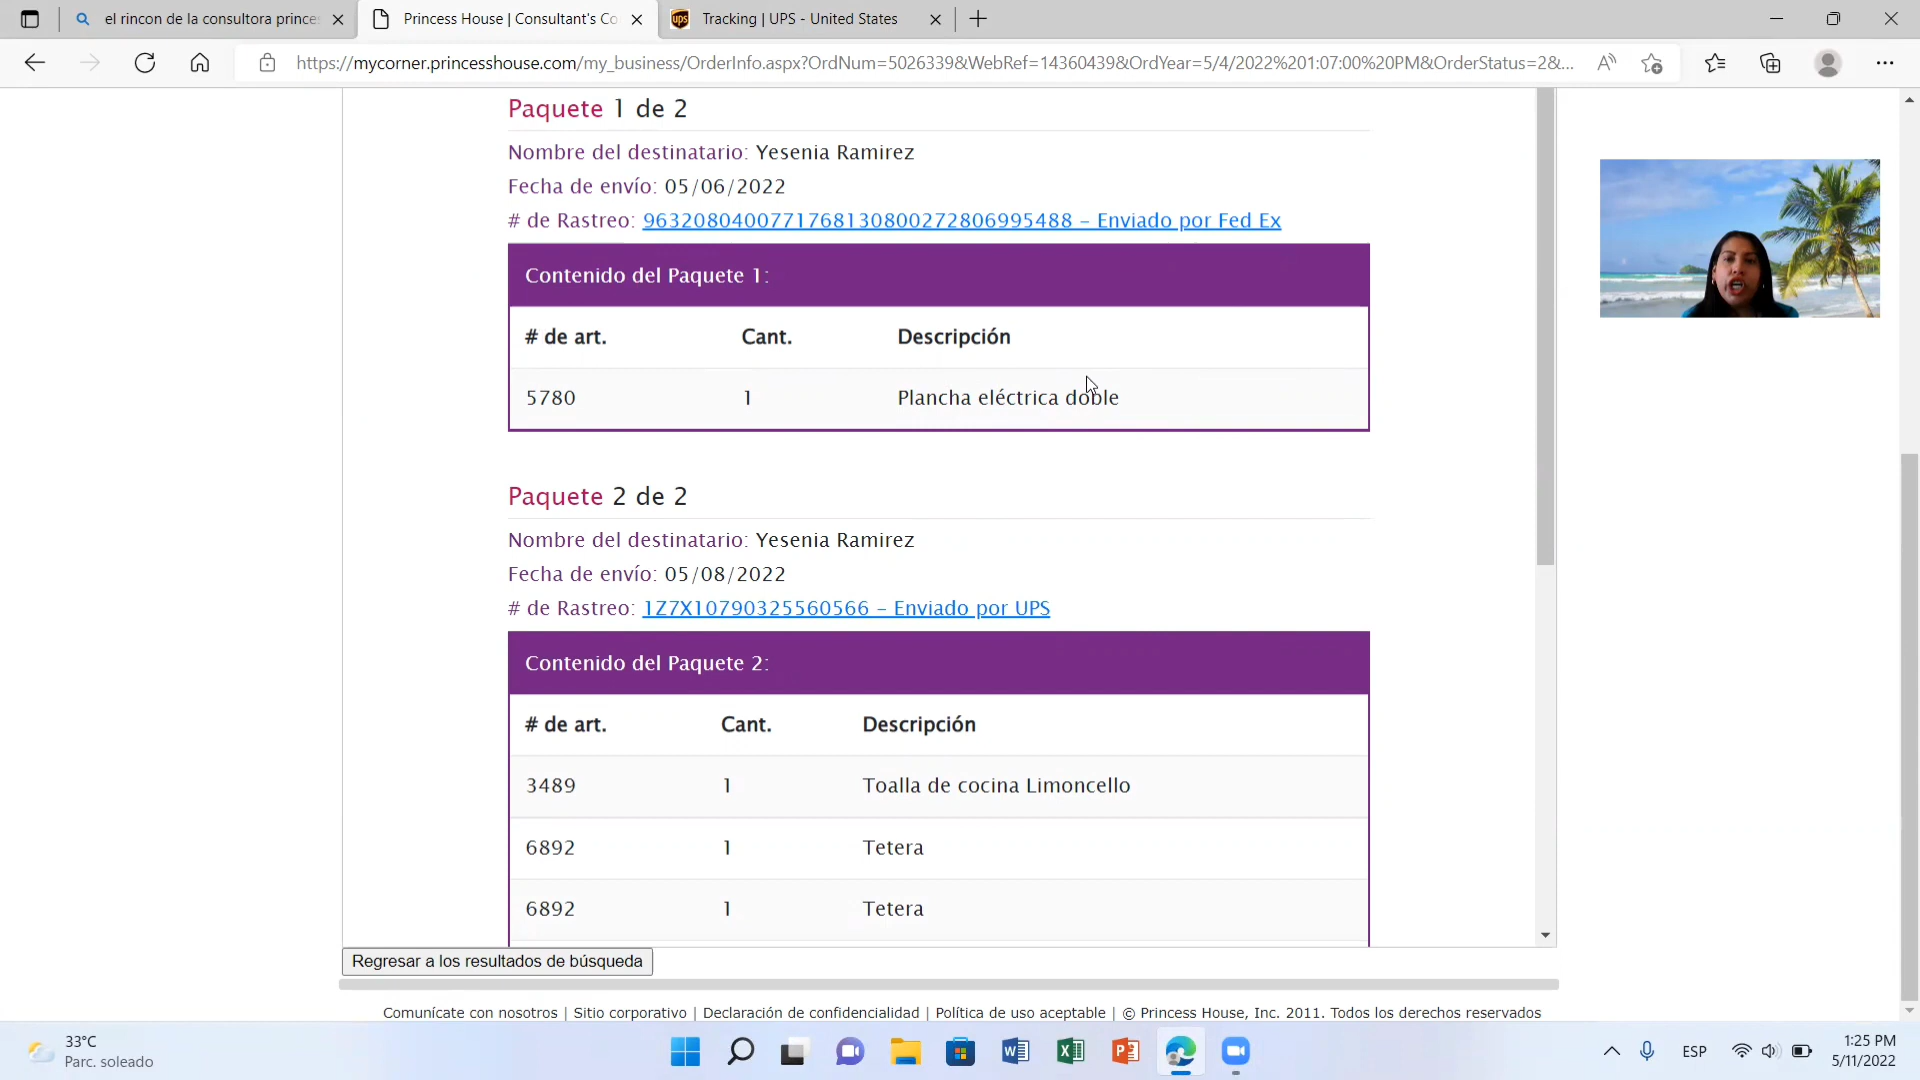 el rincon de la consultora prince
Princess House | Consultant's Co
Tracking | UPS - United States
https://mycorner.princesshouse.com/my_business/OrderInfo.aspx?OrdNum=5026339&WebRef=14360439&OrdYear=5/4/2022%201:07:00%20PM&OrderStatus=2&...
Paquete 1 de 2
Nombre del destinatario: Yesenia Ramirez
Fecha de envío: 05/06/2022
# de Rastreo: 9632080400771768130800272806995488 – Enviado por Fed Ex
Contenido del Paquete 1:
# de art. Cant. Descripción
5780 1 Plancha eléctrica doble
Paquete 2 de 2
Nombre del destinatario: Yesenia Ramirez
Fecha de envío: 05/08/2022
# de Rastreo: 1Z7X10790325560566 – Enviado por UPS
Contenido del Paquete 2:
# de art. Cant. Descripción
3489 1 Toalla de cocina Limoncello
6892 1 Tetera
6892 1 Tetera
Regresar a los resultados de búsqueda
Comunícate con nosotros | Sitio corporativo | Declaración de confidencialidad | Política de uso aceptable | © Princess House, Inc. 2011. Todos los derechos reservados
33°C
Parc. soleado
ESP
1:25 PM
5/11/2022